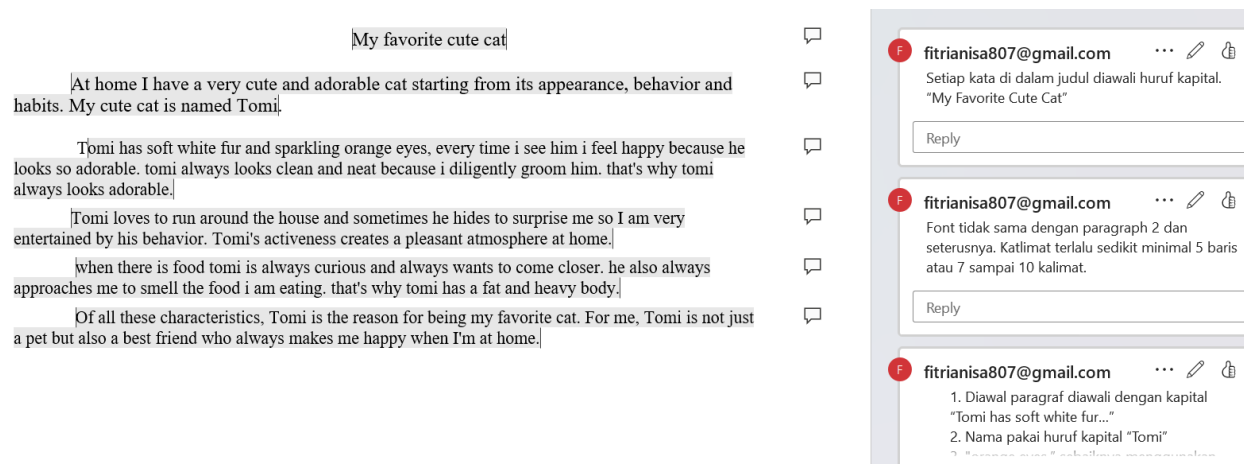 My favorite cute cat
At home I have a very cute and adorable cat starting from its appearance, behavior and
habits. My cute cat is named Tomi.
Tomi has soft white fur and sparkling orange eyes, every time i see him i feel happy because he
looks so adorable. tomi always looks clean and neat because i diligently groom him. that's why tomi
always looks adorable.
Tomi loves to run around the house and sometimes he hides to surprise me so I am very
entertained by his behavior. Tomi's activeness creates a pleasant atmosphere at home.
when there is food tomi is always curious and always wants to come closer. he also always
approaches me to smell the food i am eating. that's why tomi has a fat and heavy body.
Of all these characteristics, Tomi is the reason for being my favorite cat. For me, Tomi is not just
a pet but also a best friend who always makes me happy when I'm at home.
F fitrianisa807@gmail.com
Setiap kata di dalam judul diawali huruf kapital.
“My Favorite Cute Cat”
Reply
F fitrianisa807@gmail.com
Font tidak sama dengan paragraph 2 dan
seterusnya. Katlimat terlalu sedikit minimal 5 baris
atau 7 sampai 10 kalimat.
Reply
F fitrianisa807@gmail.com
1. Diawal paragraf diawali dengan kapital
“Tomi has soft white fur...”
2. Nama pakai huruf kapital “Tomi”